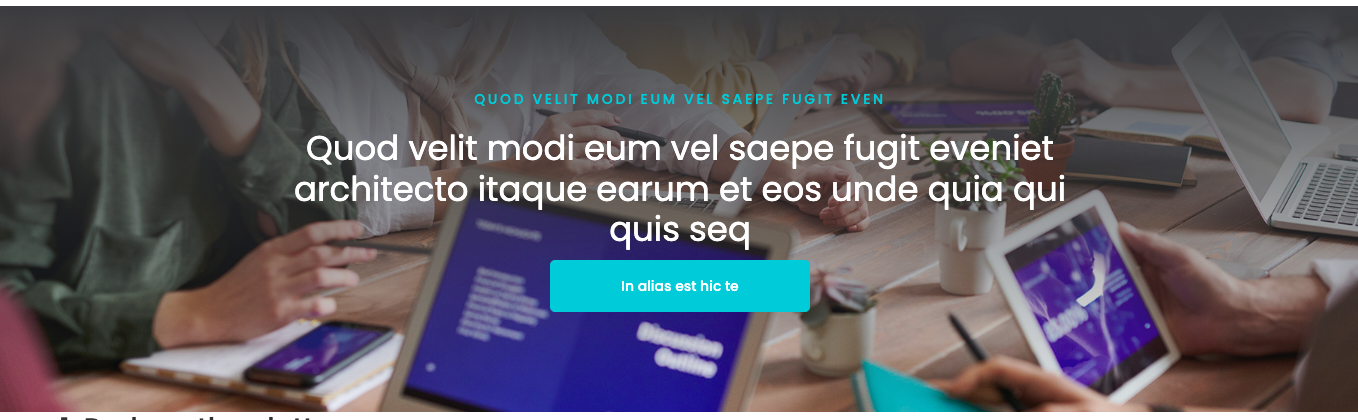 QUOD VELIT MODI EUM VEL SAEPE FUGIT EVEN
Quod velit modi eum vel saepe fugit eveniet
architecto itaque earum et eos unde quia qui
quis seq
In alias est hic te
Discussion
Outline